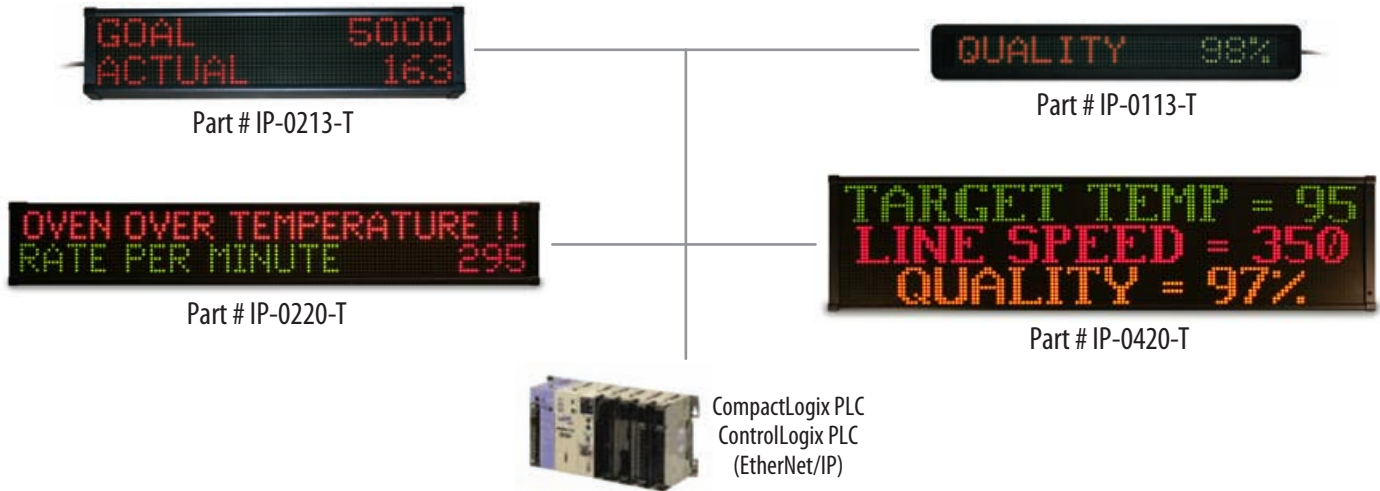 GOAL 5000
ACTUAL 163
Part # IP-0213-T
QUALITY 98%
Part # IP-0113-T
OVEN OVER TEMPERATURE !!
RATE PER MINUTE 295
Part # IP-0220-T
TARGET TEMP = 95
LINE SPEED = 350
QUALITY = 97%
Part # IP-0420-T
CompactLogix PLC
ControlLogix PLC
(EtherNet/IP)